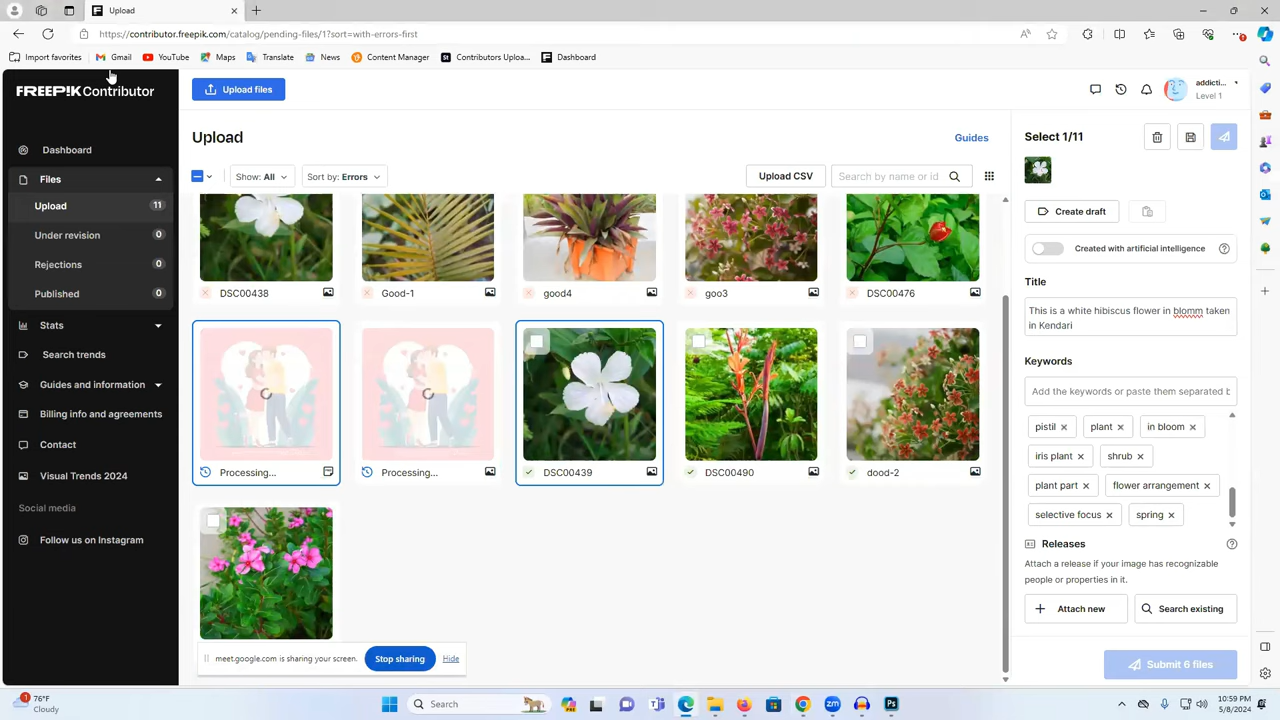 Upload
https://contributor.freepik.com/catalog/pending-files/1?sort=with-errors-first
Import favorites
Gmail
YouTube
Maps
Translate
News
Content Manager
St
Contributors Uploa...
Dashboard
FREEP!K Contributor
Upload files
addicti...
Level 1
Dashboard
Files
Upload 11
Under revision 0
Rejections 0
Published 0
Stats
Search trends
Guides and information
Billing info and agreements
Contact
Visual Trends 2024
Social media
Follow us on Instagram
Upload
Guides
Show: All
Sort by: Errors
Upload CSV
Search by name or id
DSC00438
Good-1
good4
goo3
DSC00476
Processing...
Processing...
DSC00439
DSC00490
dood-2
meet.google.com is sharing your screen.
Stop sharing
Hide
Select 1/11
Create draft
Created with artificial intelligence
Title
This is a white hibiscus flower in blomm taken
in Kendari
Keywords
Add the keywords or paste them separated b
pistil × plant × in bloom ×
iris plant × shrub ×
plant part × flower arrangement ×
selective focus × spring ×
Releases
Attach a release if your image has recognizable
people or properties in it.
Attach new
Search existing
Submit 6 files
1
76°F
Cloudy
Search
zm
Ps
10:59 PM
5/8/2024